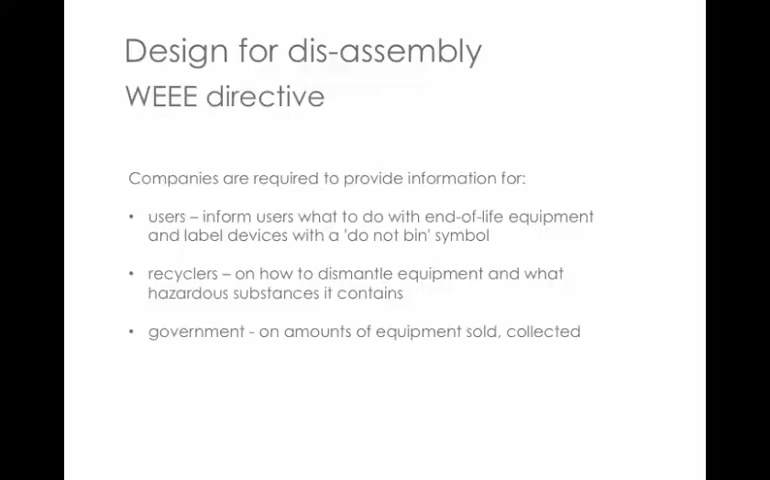 Design for dis-assembly
WEEE directive
Companies are required to provide information for:
• users – inform users what to do with end-of-life equipment
and label devices with a 'do not bin' symbol
• recyclers – on how to dismantle equipment and what
hazardous substances it contains
• government - on amounts of equipment sold, collected